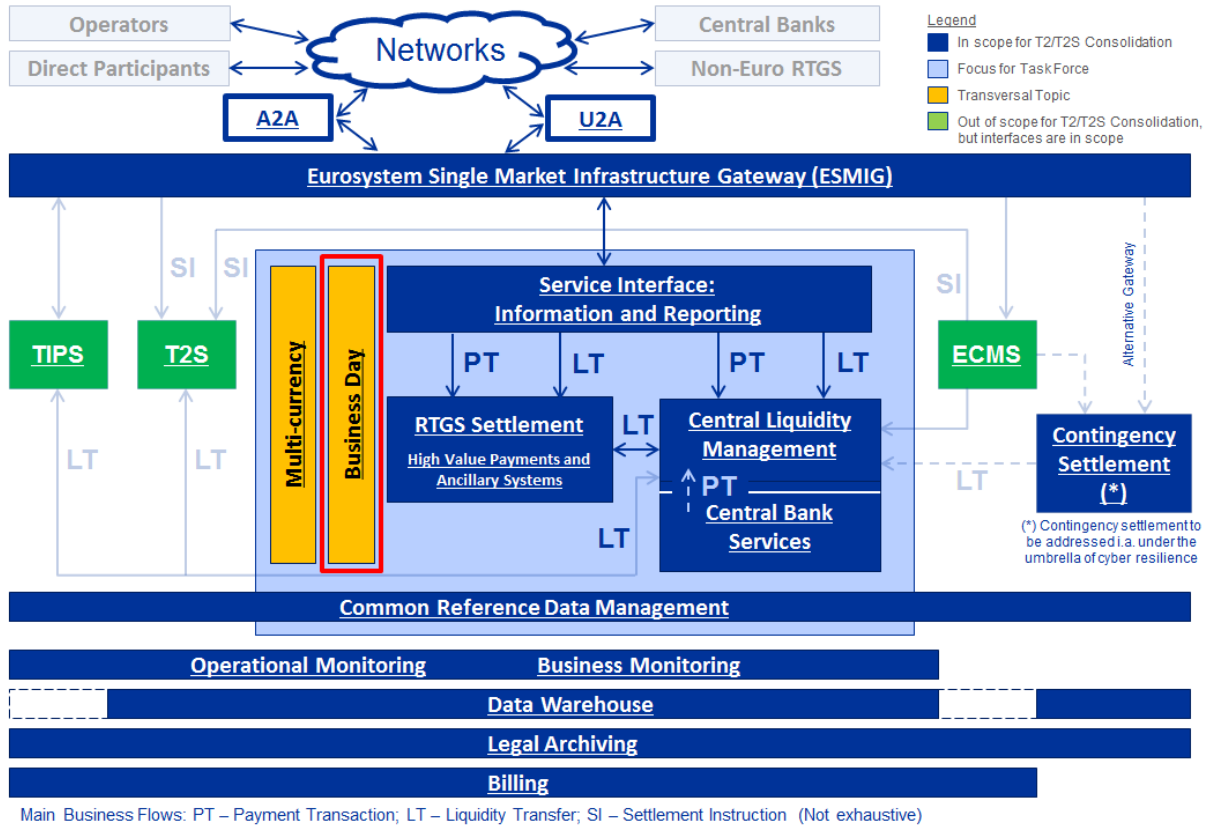 Operators
Direct Participants
Networks
Central Banks
Non-Euro RTGS
A2A
U2A
Legend
In scope for T2/T2S Consolidation
Focus for Task Force
Transversal Topic
Out of scope for T2/T2S Consolidation,
but interfaces are in scope
Eurosystem Single Market Infrastructure Gateway (ESMIG)
SI
SI
SI
Alternative Gateway
Multi-currency
Business Day
Service Interface:
Information and Reporting
PT
LT
PT
LT
TIPS
T2S
ECMS
RTGS Settlement
High Value Payments and
Ancillary Systems
LT
Central Liquidity
Management
PT
Central Bank
Services
Contingency
Settlement
(*)
LT
LT
LT
LT
(*) Contingency settlement to
be addressed i.a. under the
umbrella of cyber resilience
Common Reference Data Management
Operational Monitoring
Business Monitoring
Data Warehouse
Legal Archiving
Billing
Main Business Flows: PT – Payment Transaction; LT – Liquidity Transfer; SI – Settlement Instruction (Not exhaustive)